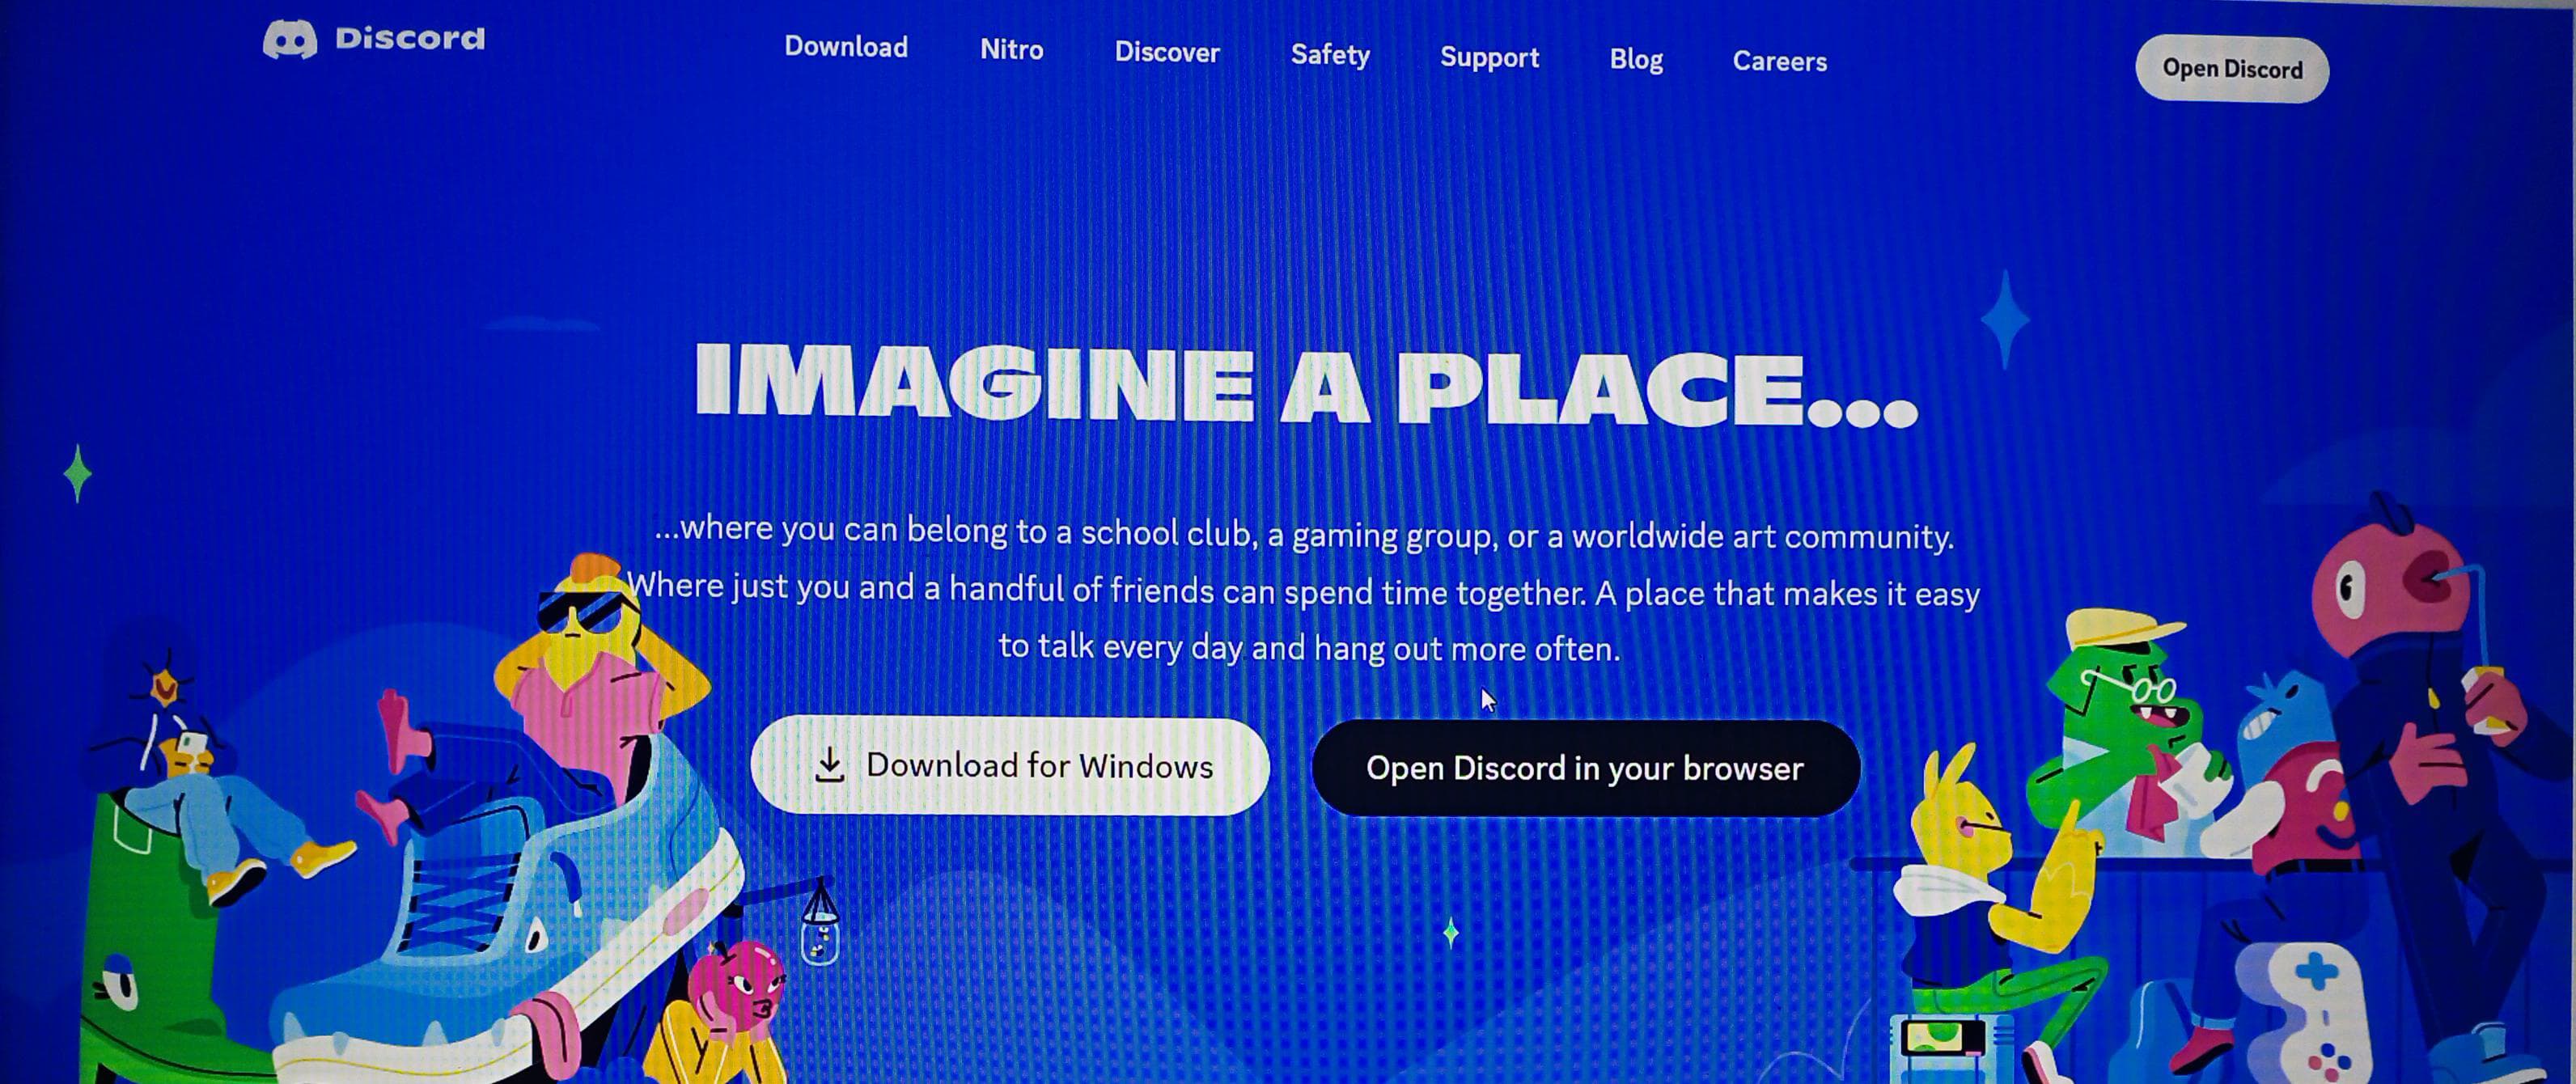 Discord
Download Nitro Discover Safety Support Blog Careers
Open Discord
IMAGINE A PLACE...
...where you can belong to a school club, a gaming group, or a worldwide art community.
Where just you and a handful of friends can spend time together. A place that makes it easy
to talk every day and hang out more often.
Download for Windows
Open Discord in your browser